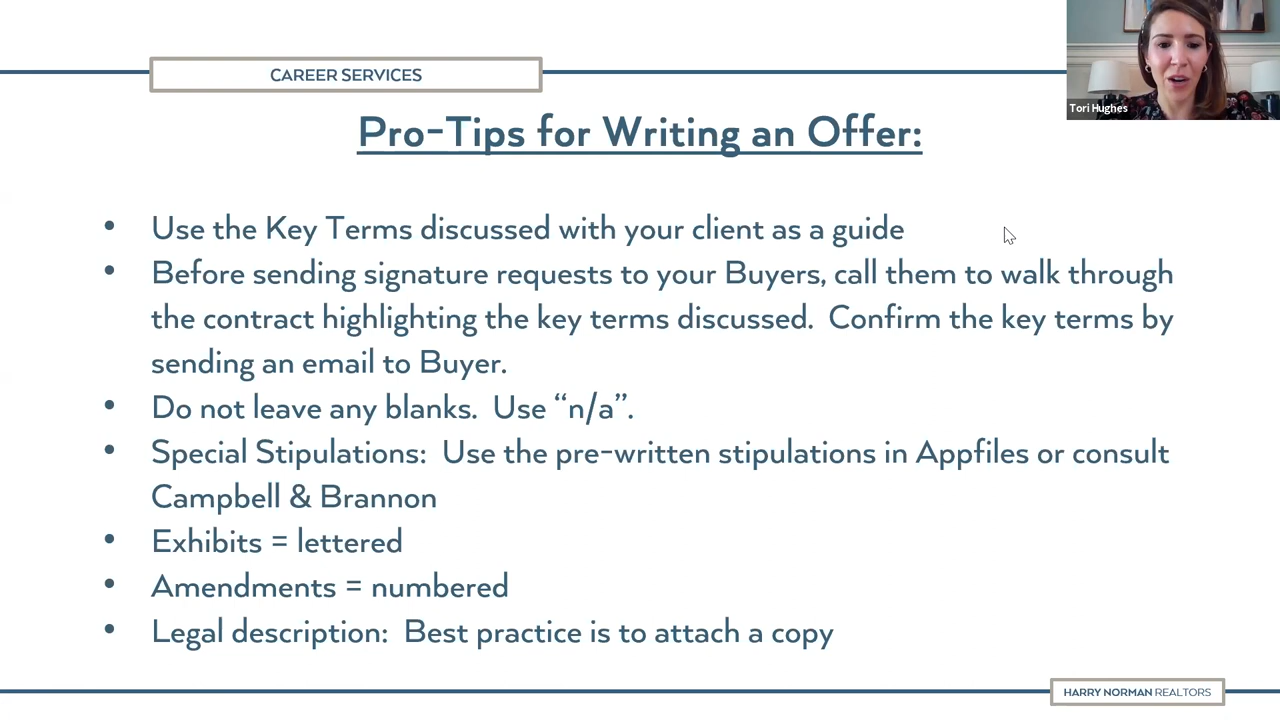 CAREER SERVICES
Tori Hughes
Pro-Tips for Writing an Offer:
• Use the Key Terms discussed with your client as a guide
• Before sending signature requests to your Buyers, call them to walk through
the contract highlighting the key terms discussed.  Confirm the key terms by
sending an email to Buyer.
• Do not leave any blanks.  Use “n/a”.
• Special Stipulations:  Use the pre-written stipulations in Appfiles or consult
Campbell & Brannon
• Exhibits = lettered
• Amendments = numbered
• Legal description:  Best practice is to attach a copy
HARRY NORMAN REALTORS